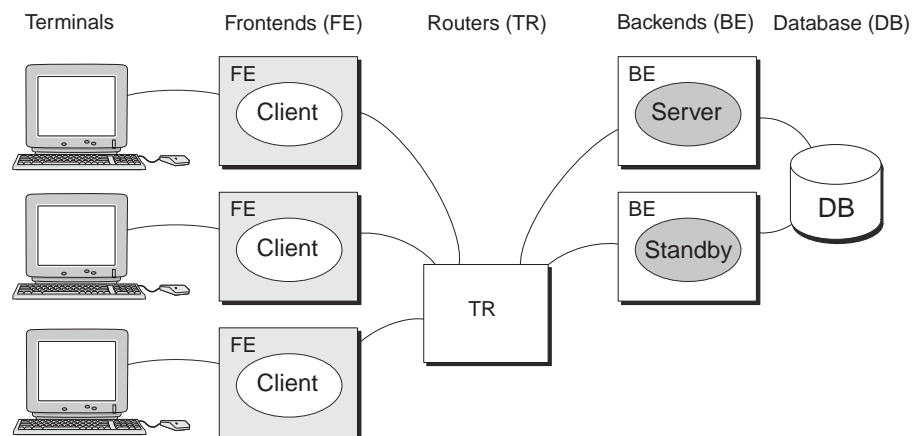 Terminals Frontends (FE) Routers (TR) Backends (BE) Database (DB)
FE
Client
BE
Server
FE
Client
BE
Standby
DB
TR
FE
Client